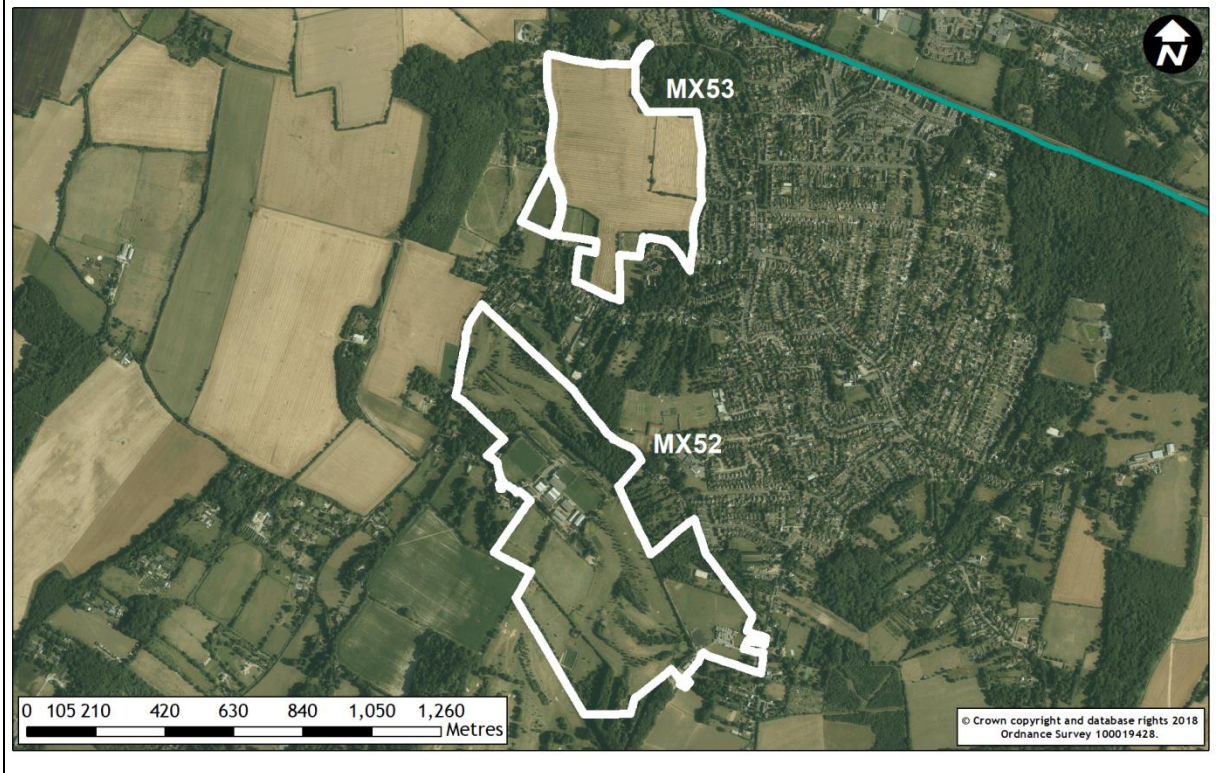 N
MX53
MX52
0 105 210 420 630 840 1,050 1,260
Metres
© Crown copyright and database rights 2018
Ordnance Survey 100019428.